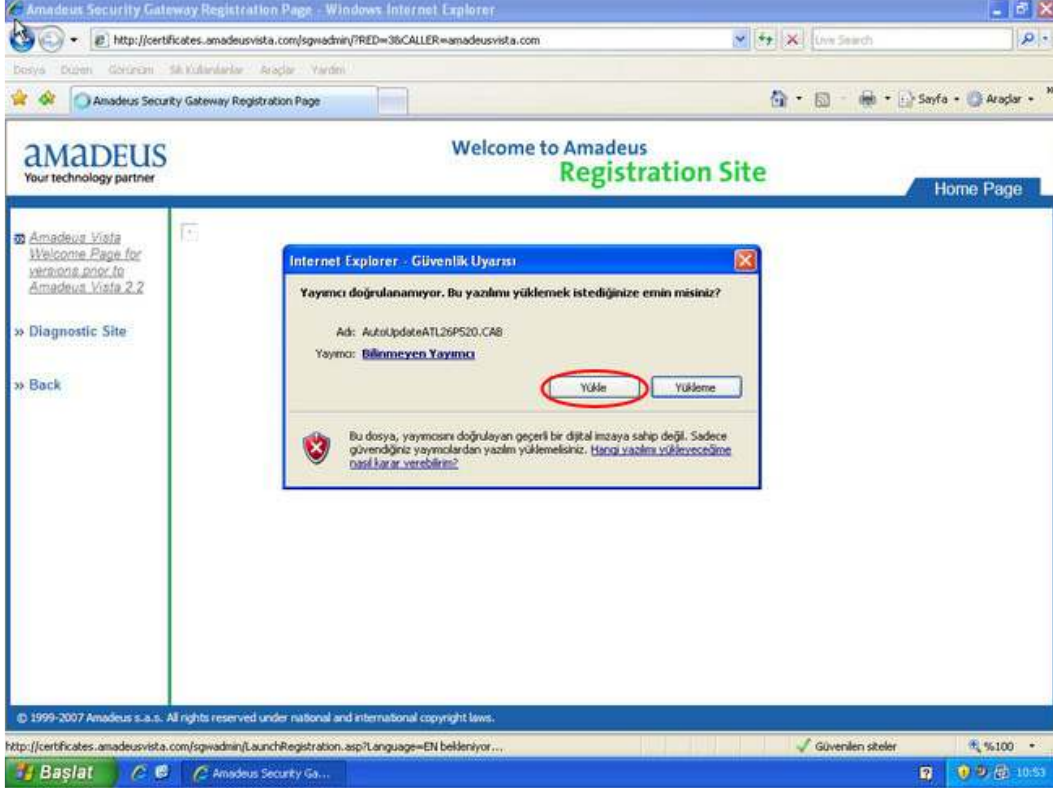 Amadeus Security Gateway Registration Page - Windows Internet Explorer
http://certificates.amadeusvista.com/sgwadmin/?RED=3&CALLER=amadeusvista.com
Live Search
Dosya Düzen Görünüm Sık Kullanılanlar Araçlar Yardım
Amadeus Security Gateway Registration Page
Sayfa
Araçlar
amadeus
Your technology partner
Welcome to Amadeus
Registration Site
Home Page
Amadeus Vista
Welcome Page for
versions prior to
Amadeus Vista 2.2
» Diagnostic Site
» Back
Internet Explorer - Güvenlik Uyarısı
Yayımcı doğrulanamıyor. Bu yazılımı yüklemek istediğinize emin misiniz?
Adı: AutoUpdateATL26PS20.CAB
Yayımcı: Bilinmeyen Yayımcı
Yükle
Yükleme
Bu dosya, yayımcısını doğrulayan geçerli bir dijital imzaya sahip değil. Sadece
güvendiğiniz yayımcılardan yazılım yüklemelisiniz. Hangi yazılımı yükleyeceğime
nasıl karar verebilirim?
© 1999-2007 Amadeus s.a.s. All rights reserved under national and international copyright laws.
http://certificates.amadeusvista.com/sgwadmin/LaunchRegistration.asp?Language=EN bekleniyor...
Güvenilen siteler
%100
Başlat
Amadeus Security Ga...
10:53